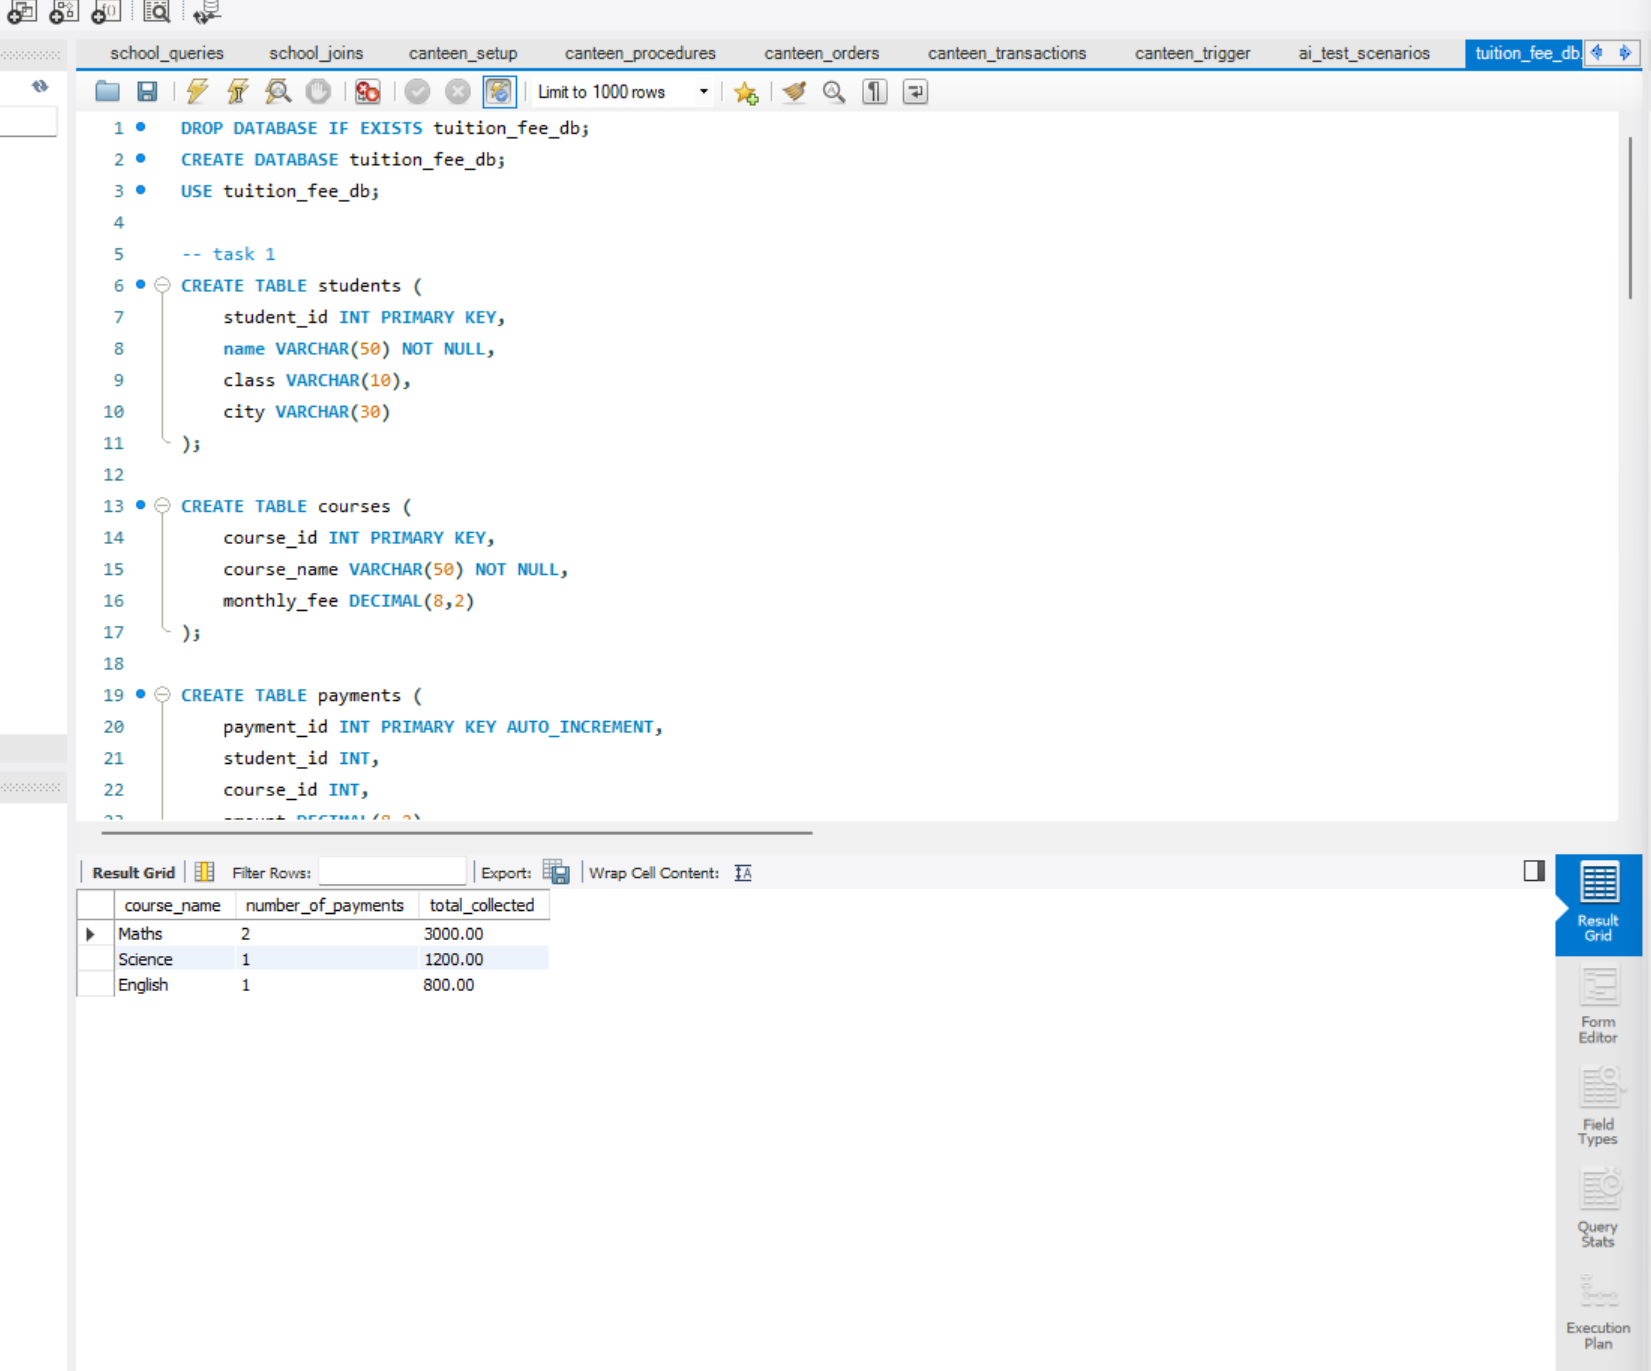 school_queries school_joins canteen_setup canteen_procedures canteen_orders canteen_transactions canteen_trigger ai_test_scenarios tuition_fee_db
Limit to 1000 rows
1 DROP DATABASE IF EXISTS tuition_fee_db;
2 CREATE DATABASE tuition_fee_db;
3 USE tuition_fee_db;
4
5 -- task 1
6 CREATE TABLE students (
7 student_id INT PRIMARY KEY,
8 name VARCHAR(50) NOT NULL,
9 class VARCHAR(10),
10 city VARCHAR(30)
11 );
12
13 CREATE TABLE courses (
14 course_id INT PRIMARY KEY,
15 course_name VARCHAR(50) NOT NULL,
16 monthly_fee DECIMAL(8,2)
17 );
18
19 CREATE TABLE payments (
20 payment_id INT PRIMARY KEY AUTO_INCREMENT,
21 student_id INT,
22 course_id INT,
Result Grid Filter Rows: Export: Wrap Cell Content:
course_name number_of_payments total_collected
Maths 2 3000.00
Science 1 1200.00
English 1 800.00
Result
Grid
Form
Editor
Field
Types
Query
Stats
Execution
Plan